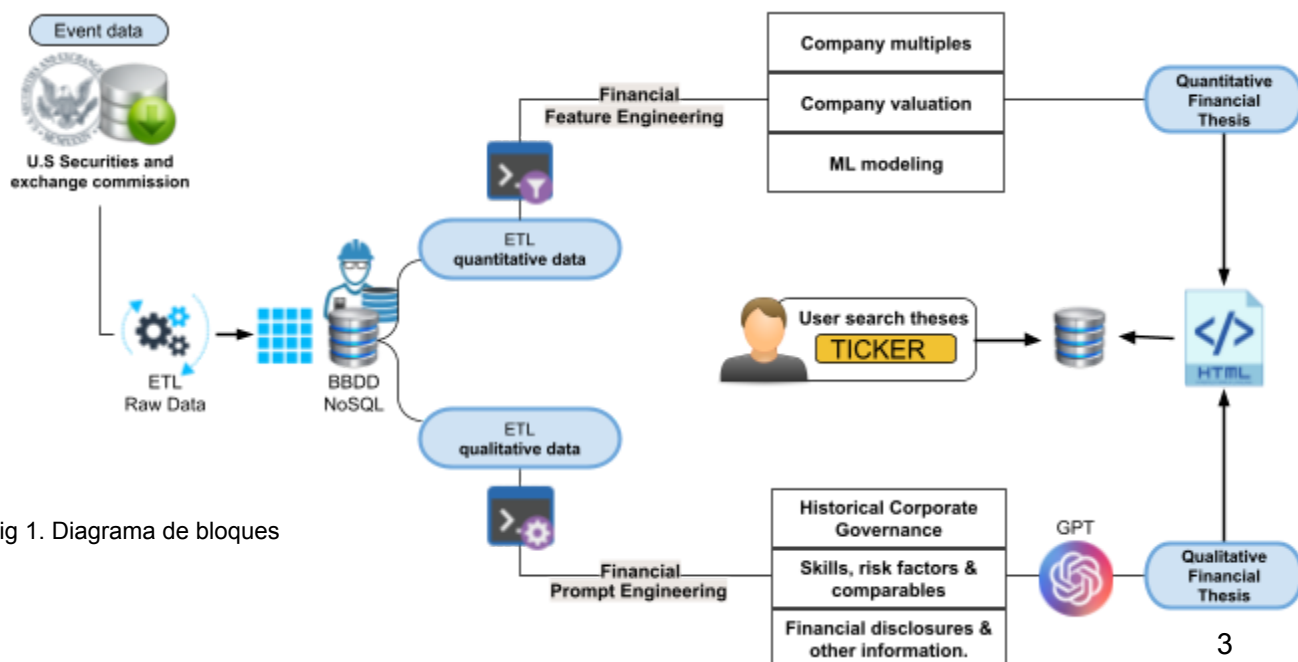 Event data
U.S Securities and
exchange commission
ETL
Raw Data
BBDD
NoSQL
ETL
quantitative data
Financial
Feature Engineering
Company multiples
Company valuation
ML modeling
Quantitative
Financial
Thesis
User search theses
TICKER
</>
HTML
ETL
qualitative data
Financial
Prompt Engineering
Historical Corporate
Governance
Skills, risk factors &
comparables
Financial disclosures &
other information.
GPT
Qualitative
Financial
Thesis
ig 1. Diagrama de bloques
3